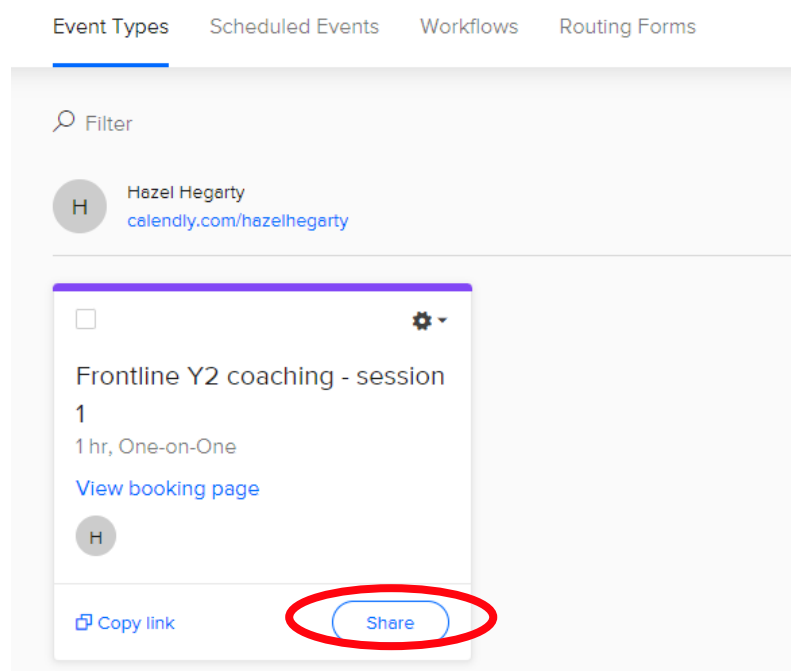 Event Types Scheduled Events Workflows Routing Forms
Filter
H
Hazel Hegarty
calendly.com/hazelhegarty
Frontline Y2 coaching - session
1
1 hr, One-on-One
View booking page
H
Copy link Share